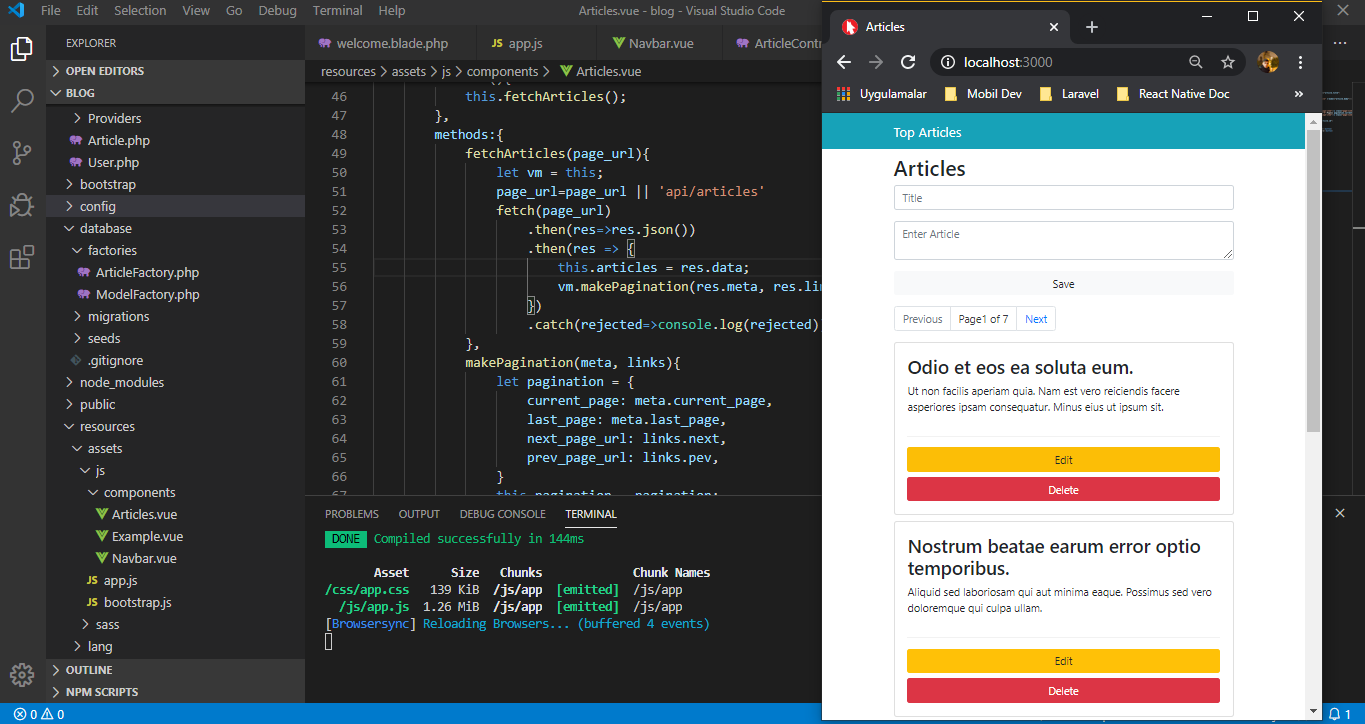 File Edit Selection View Go Debug Terminal Help
Articles.vue - blog - Visual Studio Code
EXPLORER
OPEN EDITORS
BLOG
Providers
Article.php
User.php
bootstrap
config
database
factories
ArticleFactory.php
ModelFactory.php
migrations
seeds
.gitignore
node_modules
public
resources
assets
js
components
Articles.vue
Example.vue
Navbar.vue
JS app.js
JS bootstrap.js
sass
lang
OUTLINE
NPM SCRIPTS
0 0
welcome.blade.php JS app.js Navbar.vue ArticleContr
resources > assets > js > components > Articles.vue
46 this.fetchArticles();
47 },
48 methods:{
49 fetchArticles(page_url){
50 let vm = this;
51 page_url=page_url || 'api/articles'
52 fetch(page_url)
53 .then(res=>res.json())
54 .then(res => {
55 this.articles = res.data;
56 vm.makePagination(res.meta, res.lin
57 })
58 .catch(rejected=>console.log(rejected)
59 },
60 makePagination(meta, links){
61 let pagination = {
62 current_page: meta.current_page,
63 last_page: meta.last_page,
64 next_page_url: links.next,
65 prev_page_url: links.pev,
66 }
67 this.pagination = pagination;
PROBLEMS OUTPUT DEBUG CONSOLE TERMINAL
DONE Compiled successfully in 144ms
Asset Size Chunks Chunk Names
/css/app.css 139 KiB /js/app [emitted] /js/app
/js/app.js 1.26 MiB /js/app [emitted] /js/app
[Browsersync] Reloading Browsers... (buffered 4 events)
Articles
localhost:3000
Uygulamalar Mobil Dev Laravel React Native Doc »
Top Articles
Articles
Title
Enter Article
Save
Previous Page1 of 7 Next
Odio et eos ea soluta eum.
Ut non facilis aperiam quia. Nam est vero reiciendis facere
asperiores ipsam consequatur. Minus eius ut ipsum sit.
Edit
Delete
Nostrum beatae earum error optio
temporibus.
Aliquid sed laboriosam qui aut minima eaque. Possimus sed vero
doloremque qui culpa ullam.
Edit
Delete
1